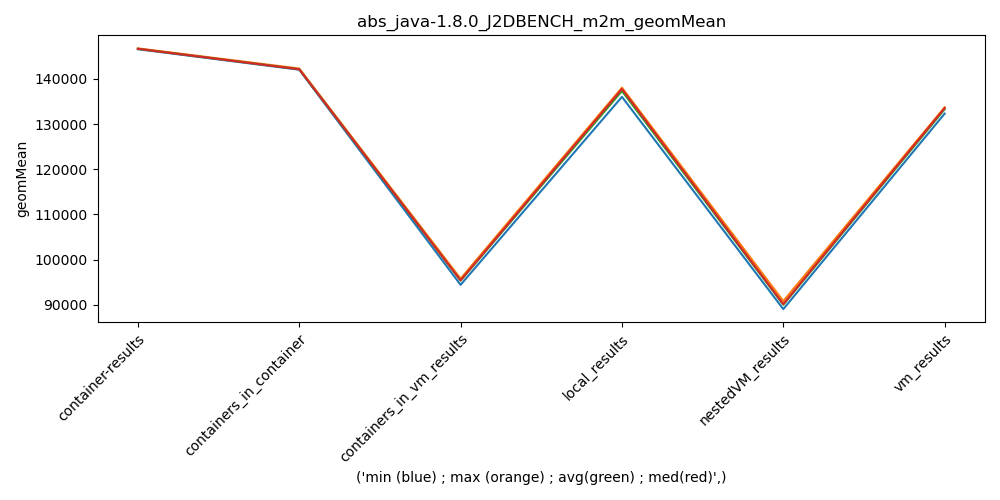 abs_java-1.8.0_J2DBENCH_m2m_geomMean
geomMean
140000
130000
120000
110000
100000
90000
container-results
containers_in_container
containers_in_vm_results
local_results
nestedVM_results
vm_results
('min (blue) ; max (orange) ; avg(green) ; med(red)',)